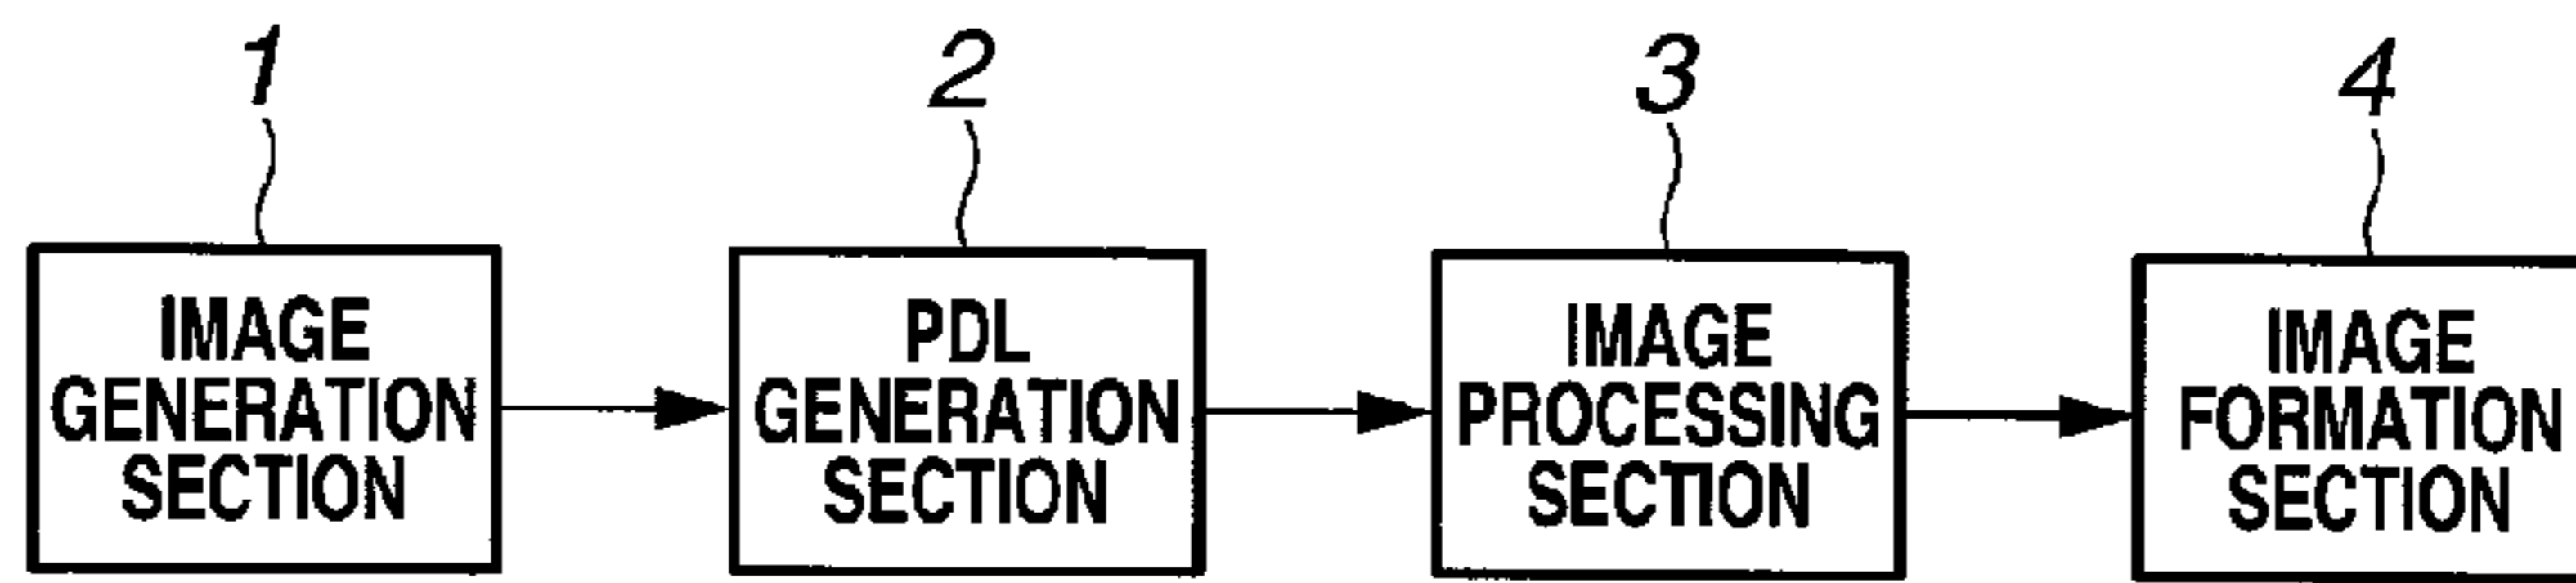 1 2 3 4
IMAGE
GENERATION
SECTION
PDL
GENERATION
SECTION
IMAGE
PROCESSING
SECTION
IMAGE
FORMATION
SECTION